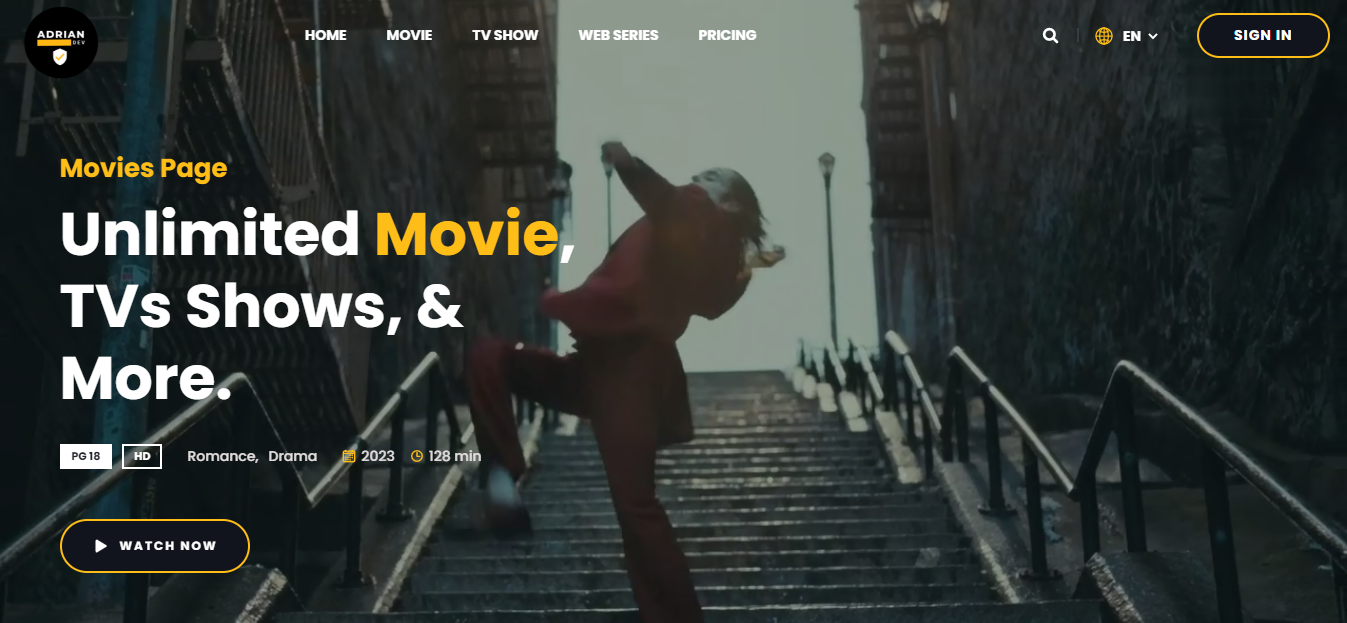 ADRIAN
DEV
HOME MOVIE TV SHOW WEB SERIES PRICING
EN
SIGN IN
Movies Page
Unlimited Movie,
TVs Shows, &
More.
PG 18 HD Romance, Drama 2023 128 min
WATCH NOW